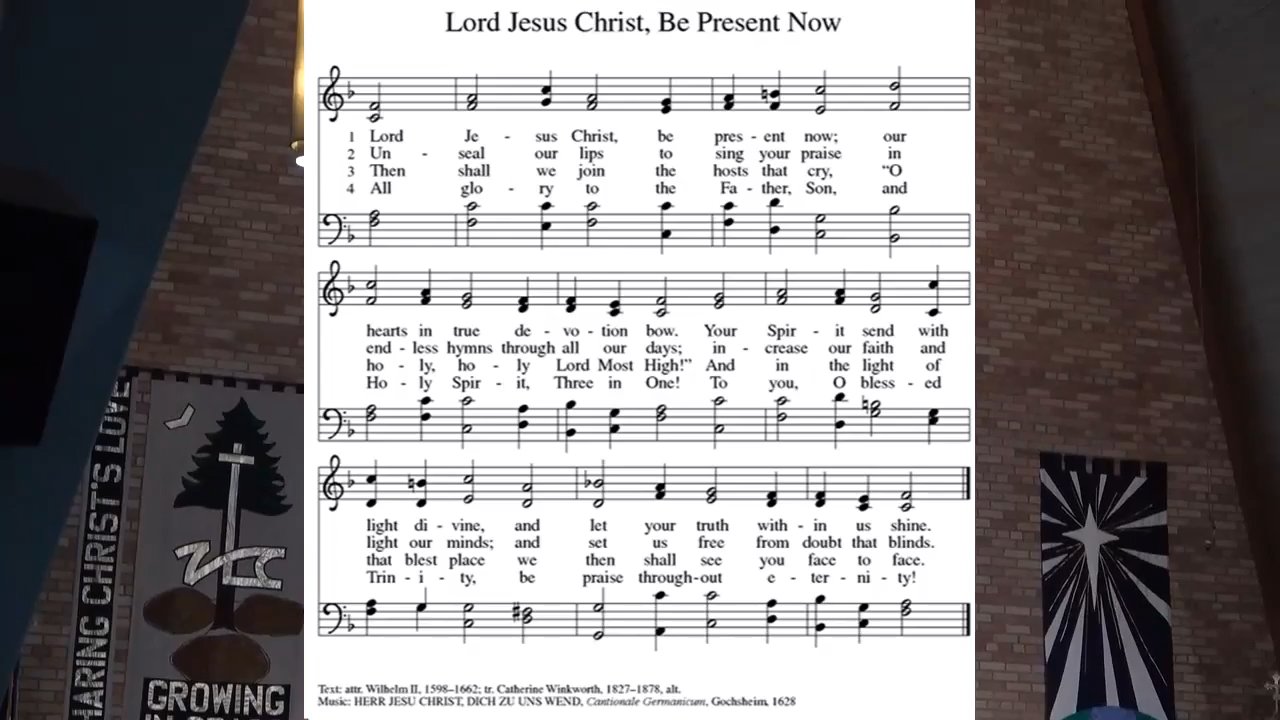 Lord Jesus Christ, Be Present Now
1 Lord Je - sus Christ, be pres - ent now; our
2 Un - seal our lips to sing your praise in
3 Then shall we join the hosts that cry, “O
4 All glo - ry to the Fa - ther, Son, and
hearts in true de - vo - tion bow. Your Spir - it send with
end - less hymns through all our days; in - crease our faith and
ho - ly, ho - ly Lord Most High!” And in the light of
Ho - ly Spir - it, Three in One! To you, O bless - ed
light di - vine, and let your truth with - in us shine.
light our minds; and set us free from doubt that blinds.
that blest place we then shall see you face to face.
Trin - i - ty, be praise through-out e - ter - ni - ty!
Text: attr. Wilhelm II, 1598–1662; tr. Catherine Winkworth, 1827–1878, alt.
Music: HERR JESU CHRIST, DICH ZU UNS WEND, Cantionale Germanicum, Gochsheim, 1628
ARING CHRIST'S LOVE
ZCC
GROWING